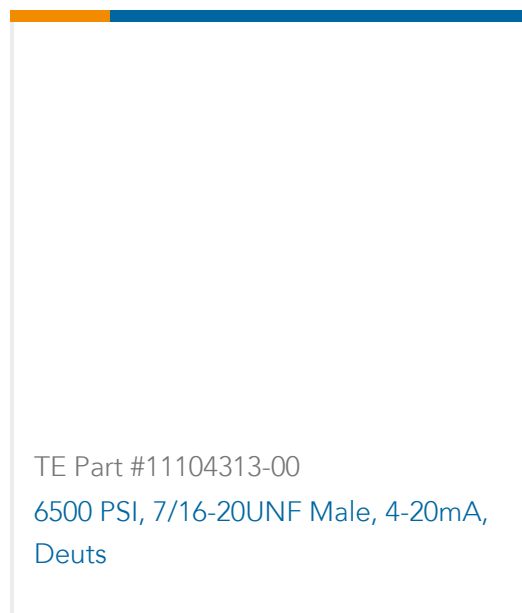 TE Part #11104313-00
6500 PSI, 7/16-20UNF Male, 4-20mA,
Deuts